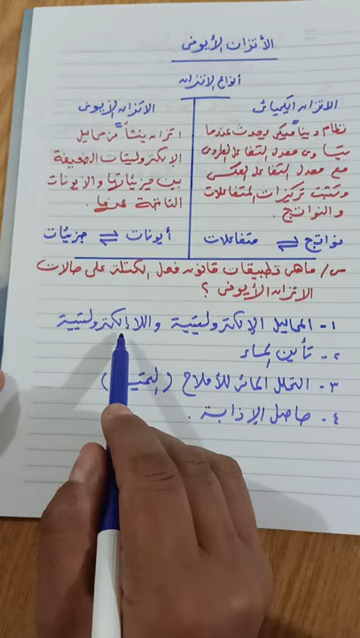 الأتزان الأيوني
أنواع الاتزان
الاتزان الكيميائي
نظام ديناميكي يحدث عندما
يتساوى معدل التفاعل الطردي
مع معدل التفاعل العكسي
وتثبت تركيزات المتفاعلات
والنواتج.
نواتج ⇌ متفاعلات
الاتزان الأيوني
اتزان ينشأ في محاليل
الإلكتروليتات الضعيفة
بين جزيئاتها والأيونات
الناتجة عنها.
أيونات ⇌ جزيئات
س/ ماهي تطبيقات قانون فعل الكتلة على حالات
الاتزان الأيوني ؟
١- المحاليل الإلكتروليتية واللاإلكتروليتية
٢- تأين الماء
٣- التحلل المائي للأملاح (التميؤ)
٤- حاصل الإذابة.